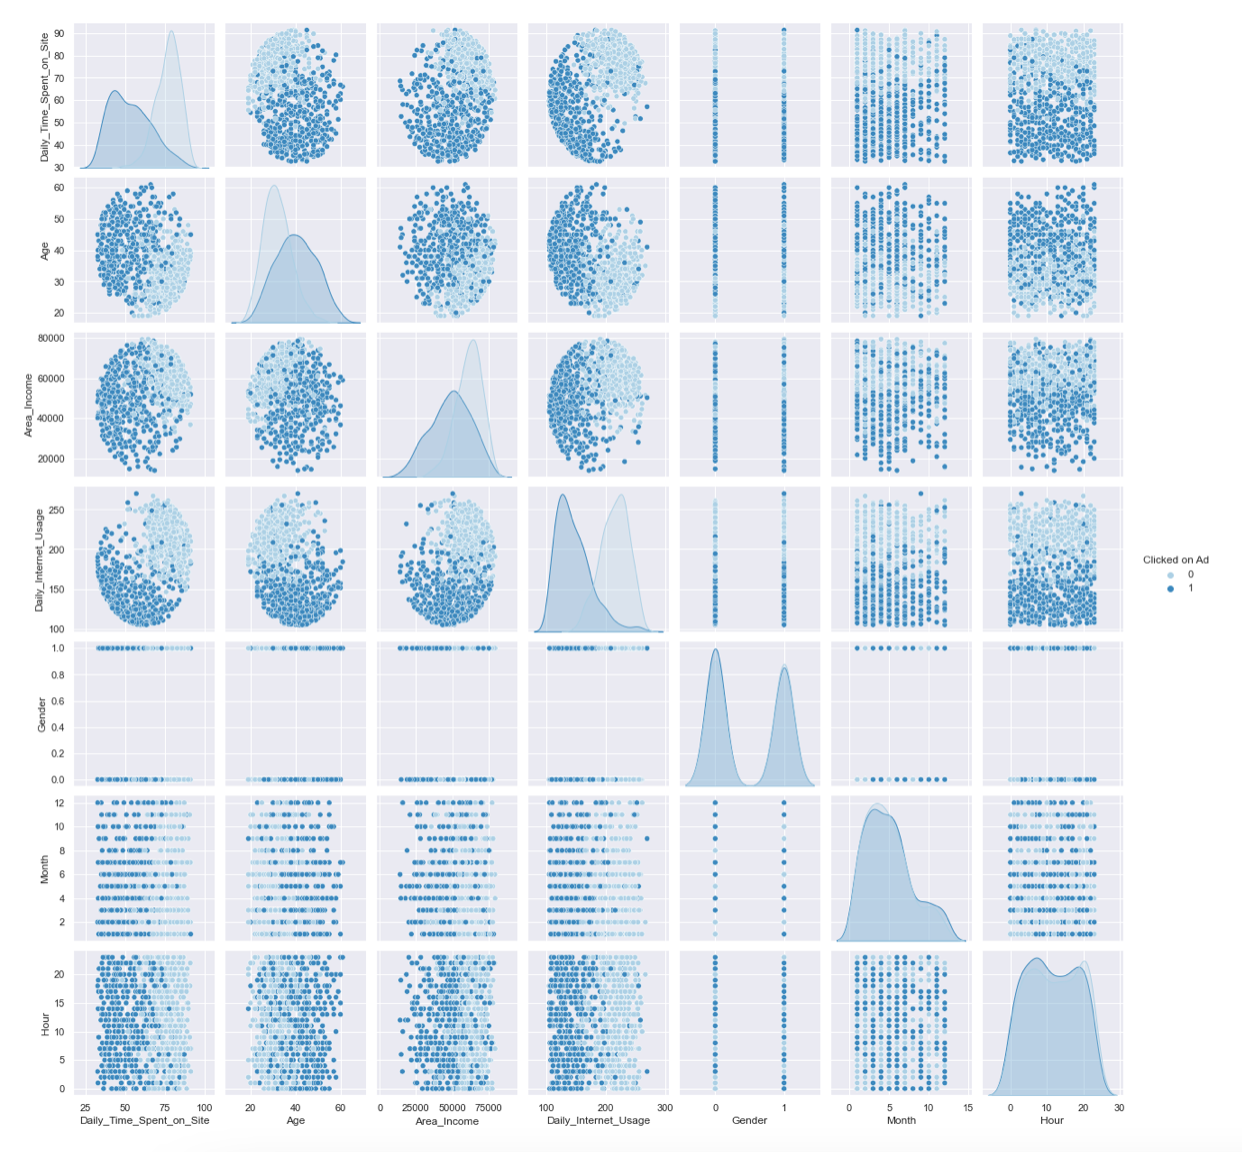 90
80
70
60
50
40
30
Daily_Time_Spent_on_Site
60
50
40
30
20
Age
80000
60000
40000
20000
Area_Income
250
200
150
100
Daily_Internet_Usage
Clicked on Ad
0
1
1.0
0.8
0.6
0.4
0.2
0.0
Gender
12
10
8
6
4
2
Month
20
15
10
5
0
Hour
25 50 75 100
20 40 60
0 25000 50000 75000
100 200 300
0 1
0 5 10 15
0 10 20 30
Daily_Time_Spent_on_Site
Age
Area_Income
Daily_Internet_Usage
Gender
Month
Hour